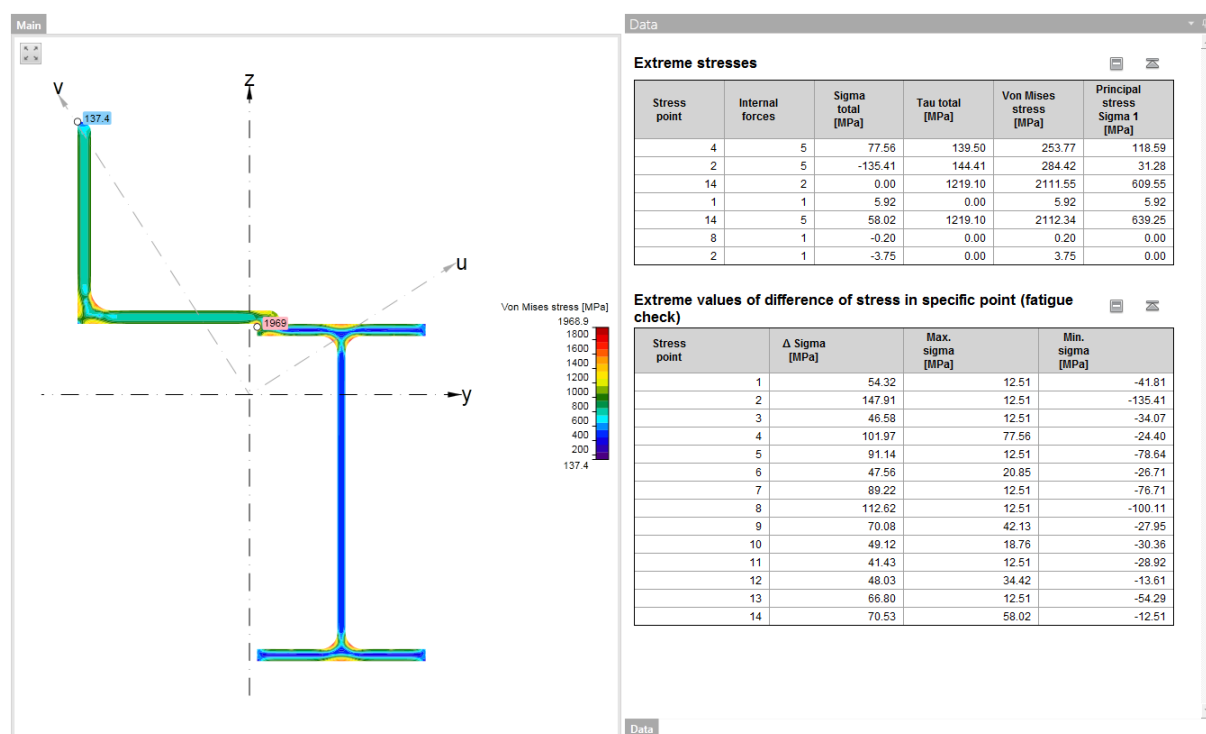 Main
v
z
137.4
u
1969
y
Von Mises stress [MPa]
1968.9
1800
1600
1400
1200
1000
800
600
400
200
137.4
Data
Extreme stresses
Stress point Internal forces Sigma total [MPa] Tau total [MPa] Von Mises stress [MPa] Principal stress Sigma 1 [MPa]
4 5 77.56 139.50 253.77 118.59
2 5 -135.41 144.41 284.42 31.28
14 2 0.00 1219.10 2111.55 609.55
1 1 5.92 0.00 5.92 5.92
14 5 58.02 1219.10 2112.34 639.25
8 1 -0.20 0.00 0.20 0.00
2 1 -3.75 0.00 3.75 0.00
Extreme values of difference of stress in specific point (fatigue
check)
Stress point Δ Sigma [MPa] Max. sigma [MPa] Min. sigma [MPa]
1 54.32 12.51 -41.81
2 147.91 12.51 -135.41
3 46.58 12.51 -34.07
4 101.97 77.56 -24.40
5 91.14 12.51 -78.64
6 47.56 20.85 -26.71
7 89.22 12.51 -76.71
8 112.62 12.51 -100.11
9 70.08 42.13 -27.95
10 49.12 18.76 -30.36
11 41.43 12.51 -28.92
12 48.03 34.42 -13.61
13 66.80 12.51 -54.29
14 70.53 58.02 -12.51
Data